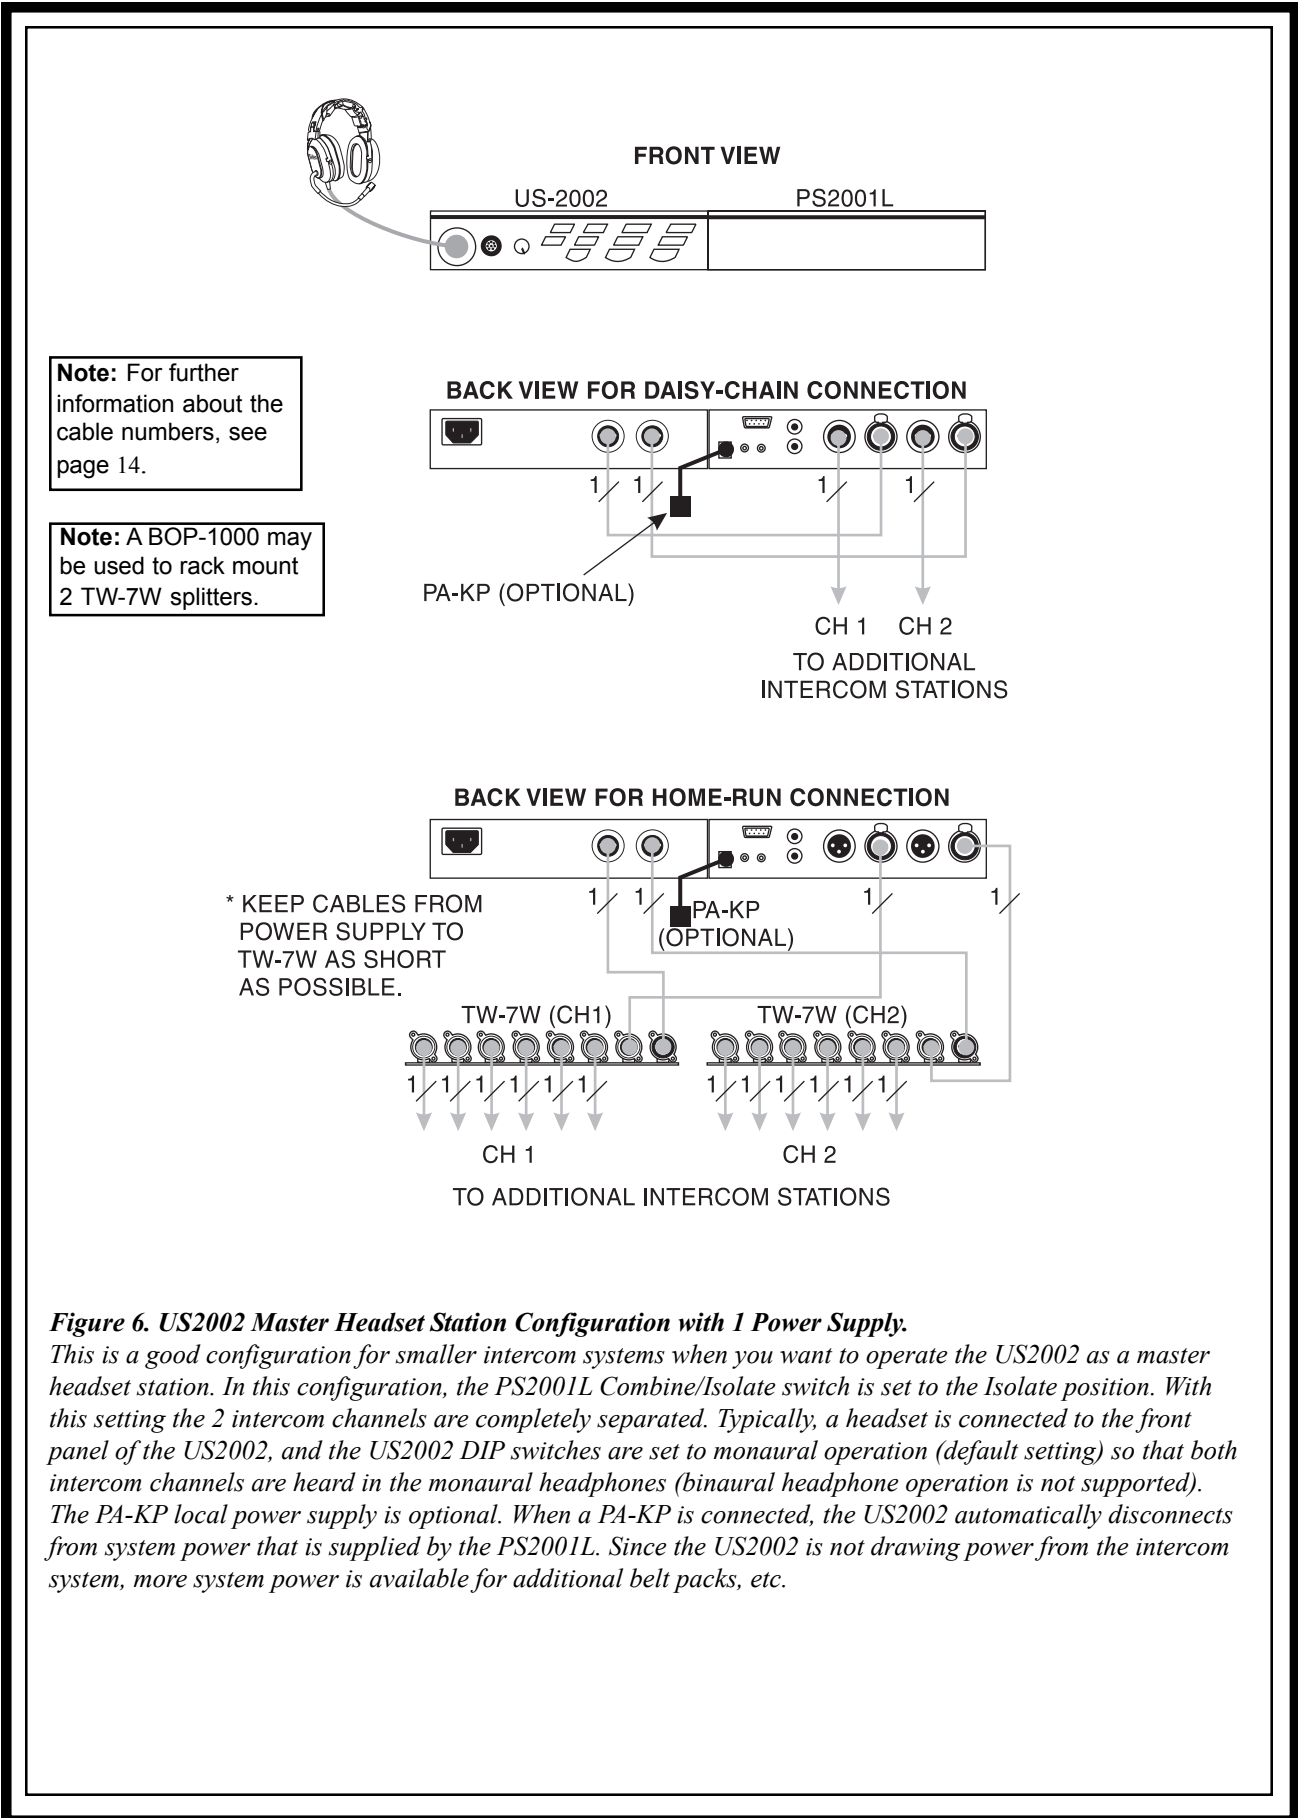 FRONT VIEW
US-2002 PS2001L
Note: For further
information about the
cable numbers, see
page 14.
Note: A BOP-1000 may
be used to rack mount
2 TW-7W splitters.
BACK VIEW FOR DAISY-CHAIN CONNECTION
1 1 1 1
PA-KP (OPTIONAL)
CH 1 CH 2
TO ADDITIONAL
INTERCOM STATIONS
BACK VIEW FOR HOME-RUN CONNECTION
1 1 1 1
PA-KP
(OPTIONAL)
* KEEP CABLES FROM
POWER SUPPLY TO
TW-7W AS SHORT
AS POSSIBLE.
TW-7W (CH1) TW-7W (CH2)
1 1 1 1 1 1 1 1 1 1 1 1
CH 1 CH 2
TO ADDITIONAL INTERCOM STATIONS
Figure 6. US2002 Master Headset Station Configuration with 1 Power Supply.
This is a good configuration for smaller intercom systems when you want to operate the US2002 as a master
headset station. In this configuration, the PS2001L Combine/Isolate switch is set to the Isolate position. With
this setting the 2 intercom channels are completely separated. Typically, a headset is connected to the front
panel of the US2002, and the US2002 DIP switches are set to monaural operation (default setting) so that both
intercom channels are heard in the monaural headphones (binaural headphone operation is not supported).
The PA-KP local power supply is optional. When a PA-KP is connected, the US2002 automatically disconnects
from system power that is supplied by the PS2001L. Since the US2002 is not drawing power from the intercom
system, more system power is available for additional belt packs, etc.